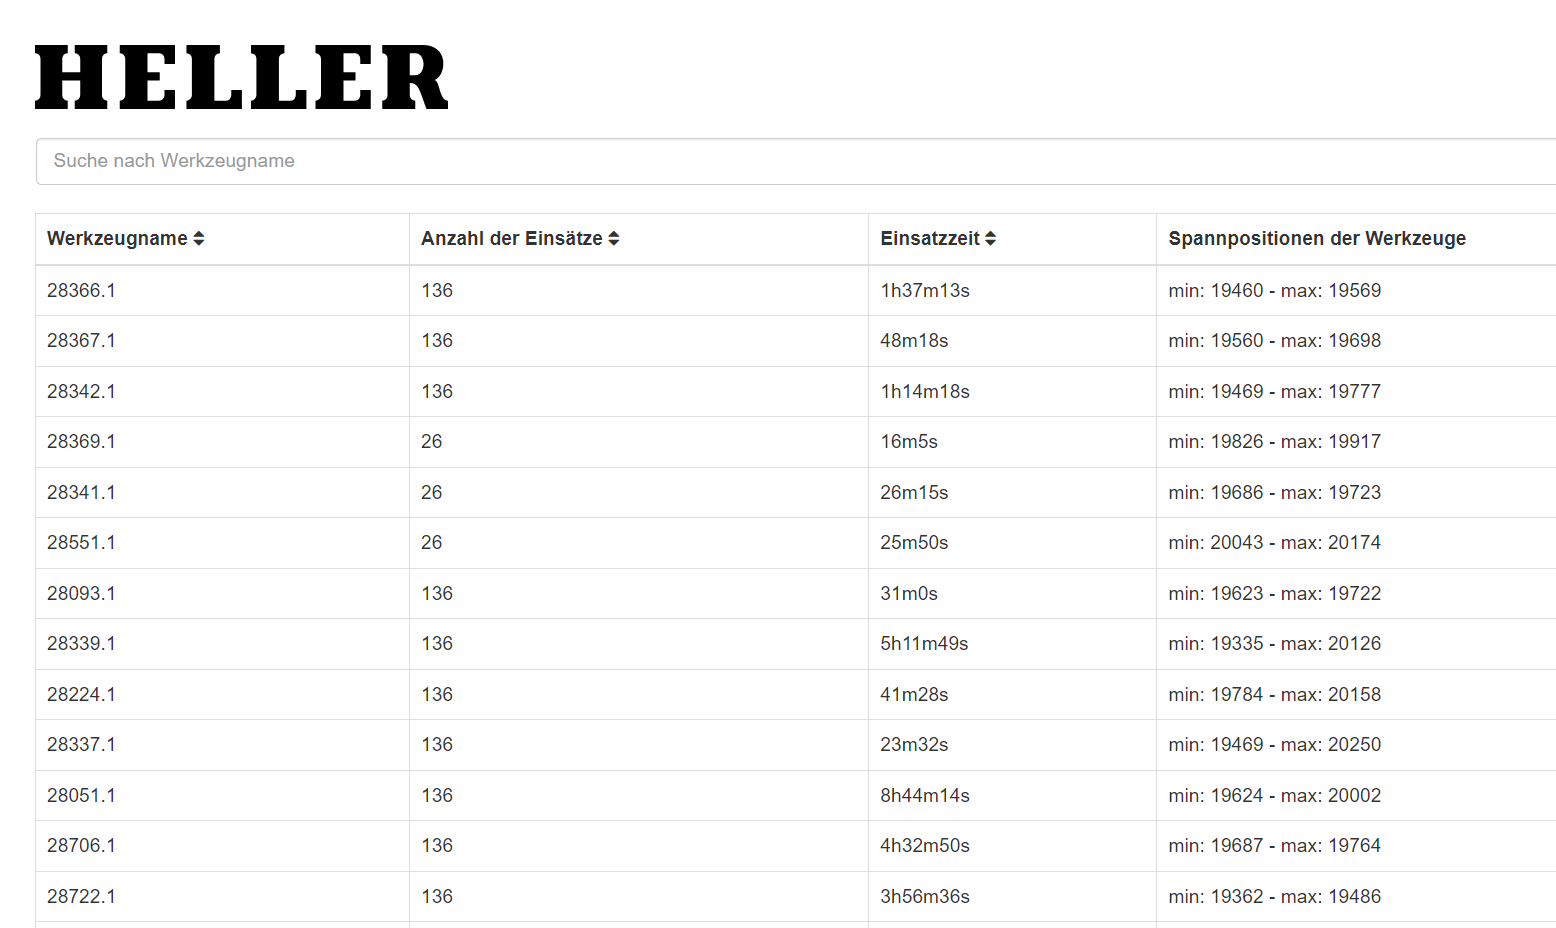 HELLER
Suche nach Werkzeugname
Werkzeugname Anzahl der Einsätze Einsatzzeit Spannpositionen der Werkzeuge
28366.1 136 1h37m13s min: 19460 - max: 19569
28367.1 136 48m18s min: 19560 - max: 19698
28342.1 136 1h14m18s min: 19469 - max: 19777
28369.1 26 16m5s min: 19826 - max: 19917
28341.1 26 26m15s min: 19686 - max: 19723
28551.1 26 25m50s min: 20043 - max: 20174
28093.1 136 31m0s min: 19623 - max: 19722
28339.1 136 5h11m49s min: 19335 - max: 20126
28224.1 136 41m28s min: 19784 - max: 20158
28337.1 136 23m32s min: 19469 - max: 20250
28051.1 136 8h44m14s min: 19624 - max: 20002
28706.1 136 4h32m50s min: 19687 - max: 19764
28722.1 136 3h56m36s min: 19362 - max: 19486